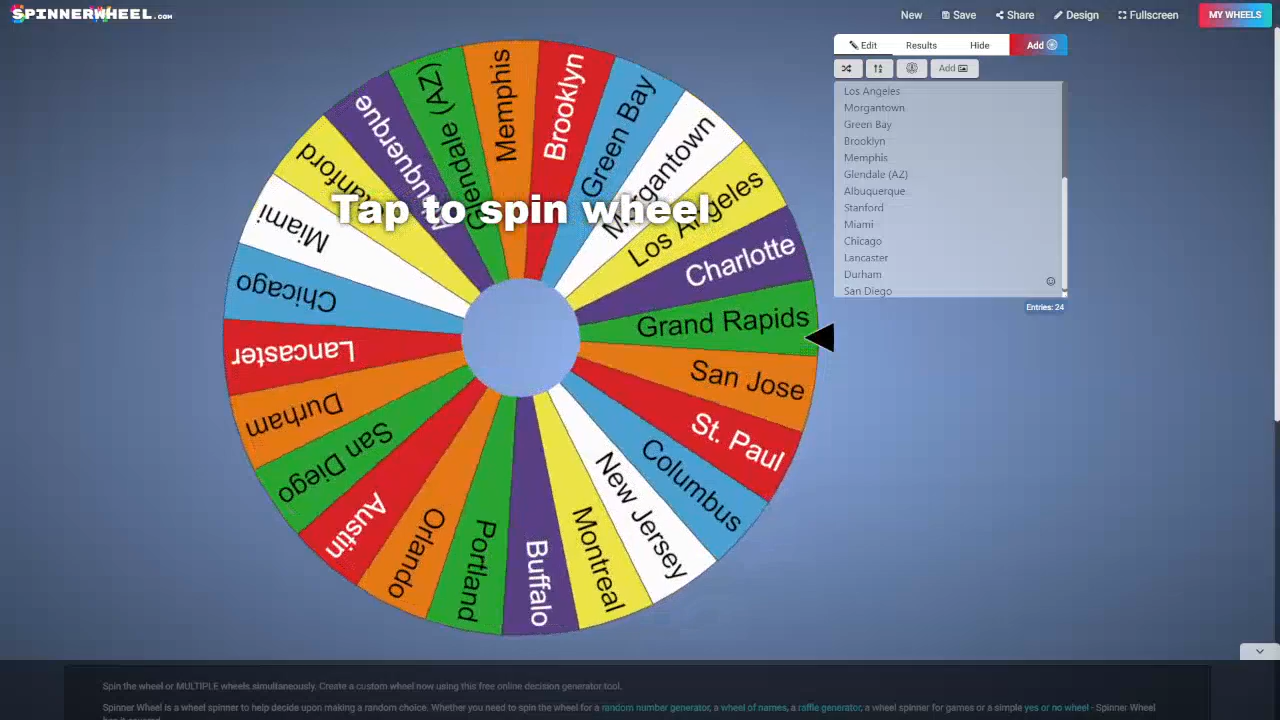 SPINNERWHEEL.COM
New
Save
Share
Design
Fullscreen
MY WHEELS
Edit
Results
Hide
Add
Add
Los Angeles
Morgantown
Green Bay
Brooklyn
Memphis
Glendale (AZ)
Albuquerque
Stanford
Miami
Chicago
Lancaster
Durham
San Diego
Entries: 24
Tap to spin wheel
Memphis
Brooklyn
Green Bay
Morgantown
Los Angeles
Charlotte
Grand Rapids
San Jose
St. Paul
Columbus
New Jersey
Montreal
Buffalo
Portland
Orlando
Austin
San Diego
Durham
Lancaster
Chicago
Miami
Stanford
Albuquerque
Glendale (AZ)
Spin the wheel or MULTIPLE wheels simultaneously. Create a custom wheel now using this free online decision generator tool.
Spinner Wheel is a wheel spinner to help decide upon making a random choice. Whether you need to spin the wheel for a random number generator, a wheel of names, a raffle generator, a wheel spinner for games or a simple yes or no wheel - Spinner Wheel
has it covered.